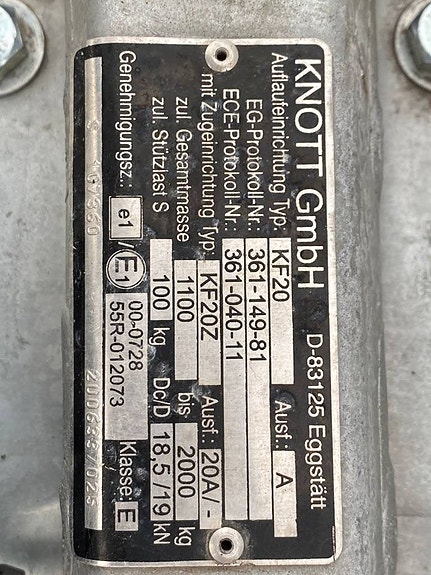 KNOTT GmbH D-83125 Eggstätt
Auflaufeinrichtung Typ: KF20 Ausf.: A
EG-Protokoll-Nr.: 361-149-81
ECE-Protokoll-Nr.: 361-040-11
mit Zugeinrichtung Typ: KF20Z Ausf.: 20A/-
zul. Gesamtmasse 1100 bis 2000 kg
zul. Stützlast S 100 kg Dc/D 18,5/19 kN
Genehmigungsz.: e1 / E1 00-0728 55R-012073 Klasse: E